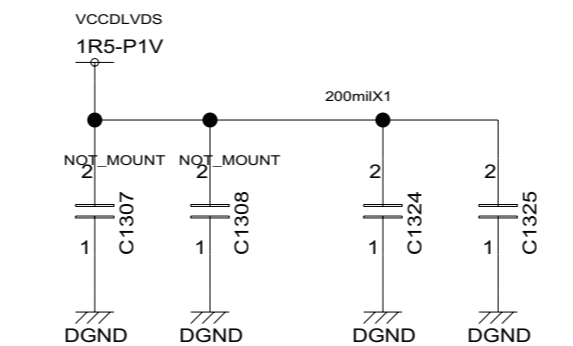 VCCDLVDS
1R5-P1V
200milX1
NOT_MOUNT NOT_MOUNT
2 2 2 2
C1307 C1308 C1324 C1325
1 1 1 1
DGND DGND DGND DGND